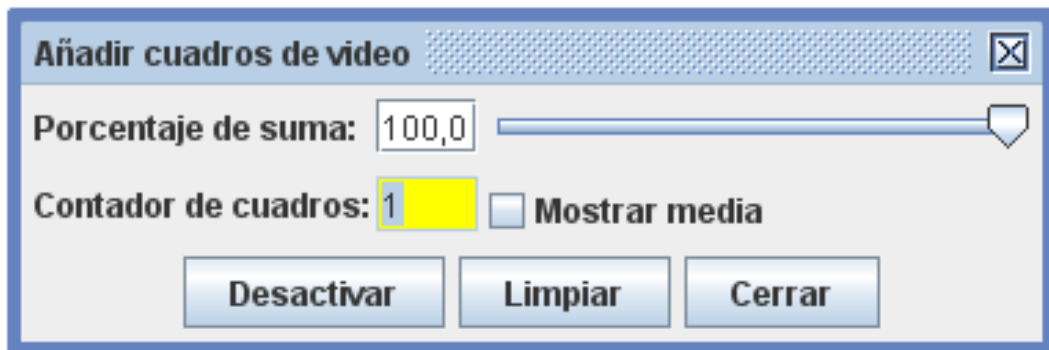 Añadir cuadros de video
Porcentaje de suma: 100,0
Contador de cuadros: 1 Mostrar media
Desactivar Limpiar Cerrar